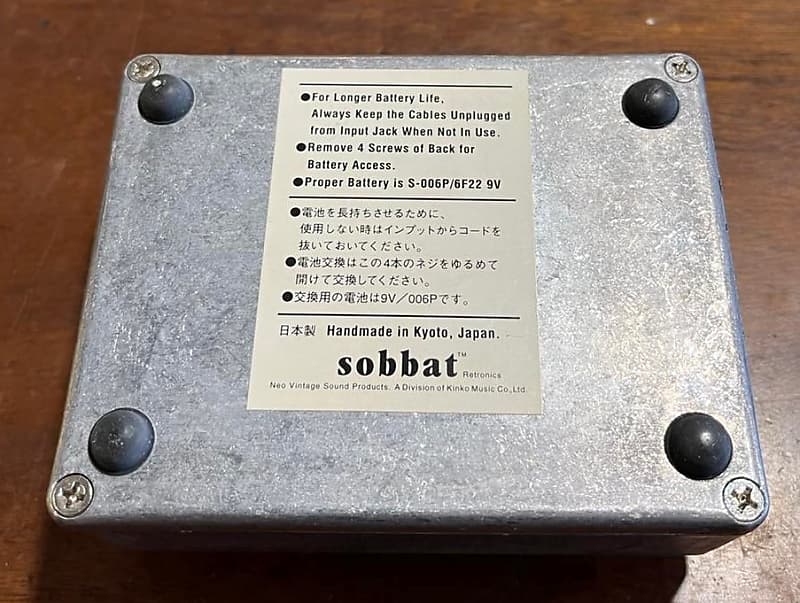 ●For Longer Battery Life,
Always Keep the Cables Unplugged
from Input Jack When Not In Use.
●Remove 4 Screws of Back for
Battery Access.
●Proper Battery is S-006P/6F22 9V
●電池を長持ちさせるために、
使用しない時はインプットからコードを
抜いておいてください。
●電池交換はこの4本のネジをゆるめて
開けて交換してください。
●交換用の電池は9V/006Pです。
日本製 Handmade in Kyoto, Japan.
sobbat™
Retronics
Neo Vintage Sound Products. A Division of Kinko Music Co.,Ltd.